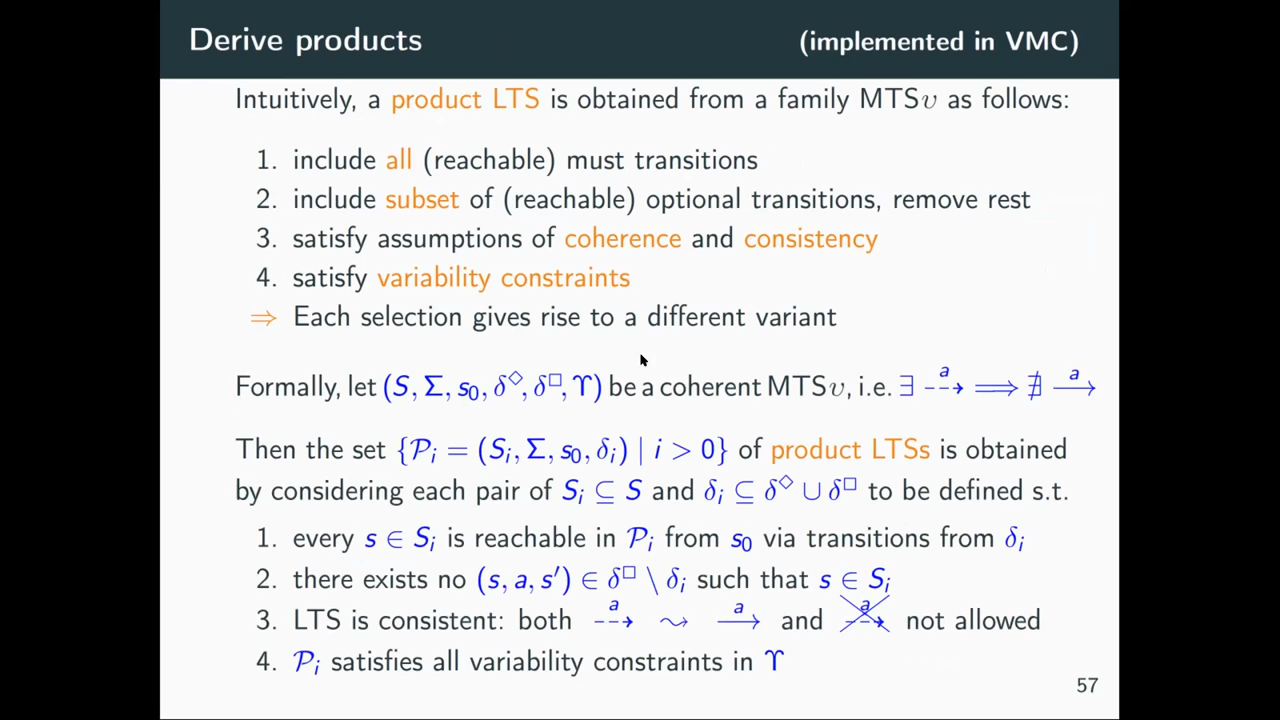 Derive products (implemented in VMC)
Intuitively, a product LTS is obtained from a family MTSυ as follows:
1. include all (reachable) must transitions
2. include subset of (reachable) optional transitions, remove rest
3. satisfy assumptions of coherence and consistency
4. satisfy variability constraints
⇒ Each selection gives rise to a different variant
Formally, let (S, Σ, s₀, δ^◇, δ^□, ϒ) be a coherent MTSυ, i.e. ∃ -a-→ ⟹ ∄ —a→
Then the set {𝒫ᵢ = (Sᵢ, Σ, s₀, δᵢ) | i > 0} of product LTSs is obtained
by considering each pair of Sᵢ ⊆ S and δᵢ ⊆ δ^◇ ∪ δ^□ to be defined s.t.
1. every s ∈ Sᵢ is reachable in 𝒫ᵢ from s₀ via transitions from δᵢ
2. there exists no (s, a, s′) ∈ δ^□ \ δᵢ such that s ∈ Sᵢ
3. LTS is consistent: both -a-→ ⤳ —a→ and -a-→ not allowed
4. 𝒫ᵢ satisfies all variability constraints in ϒ
57